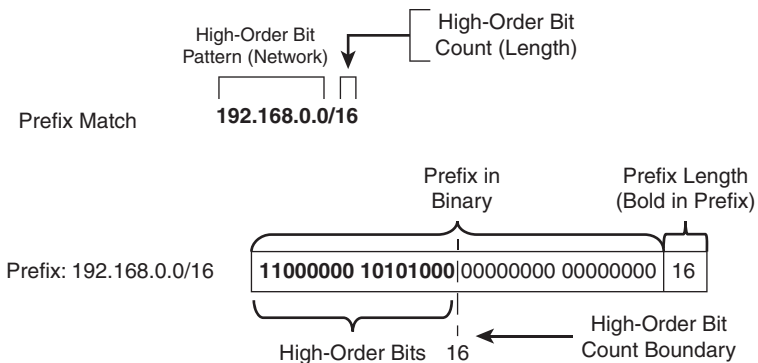 High-Order Bit
Pattern (Network)
High-Order Bit
Count (Length)
Prefix Match
192.168.0.0/16
Prefix in
Binary
Prefix Length
(Bold in Prefix)
Prefix: 192.168.0.0/16
11000000 10101000 00000000 00000000 16
High-Order Bits
16
High-Order Bit
Count Boundary